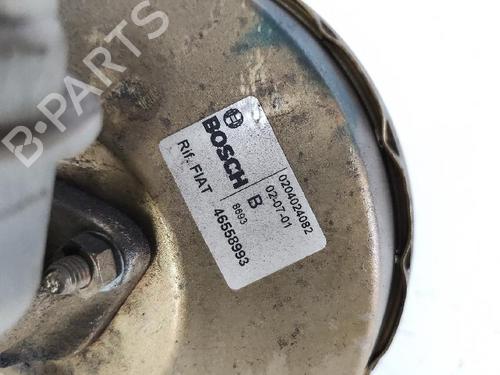 BOSCH
B
8693
0204024082
02-07-01
Rif. FIAT 46558993
B-PARTS